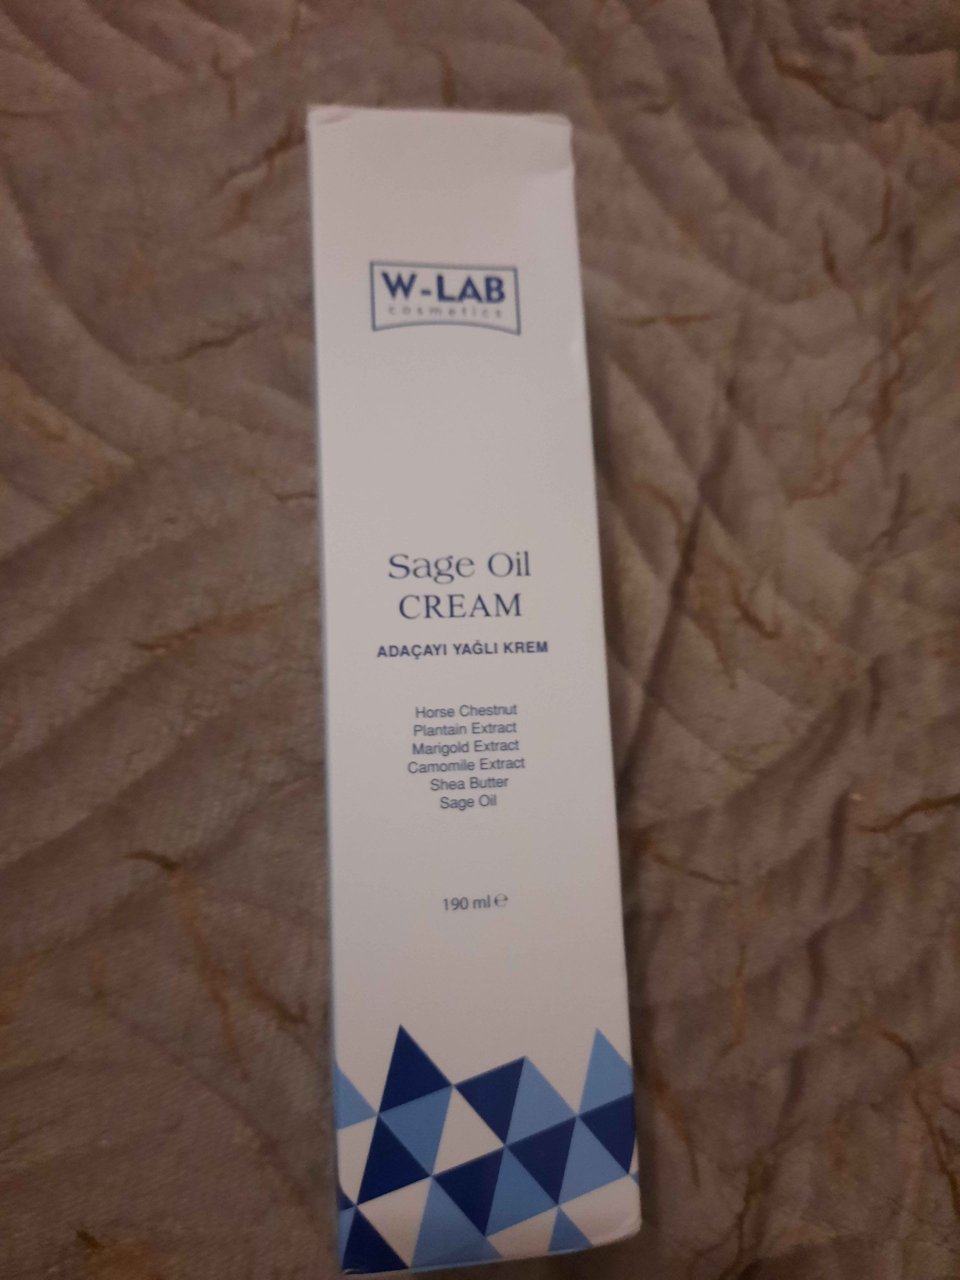 W-LAB
cosmetics
Sage Oil
CREAM
ADAÇAYI YAĞLI KREM
Horse Chestnut
Plantain Extract
Marigold Extract
Camomile Extract
Shea Butter
Sage Oil
190 ml ℮